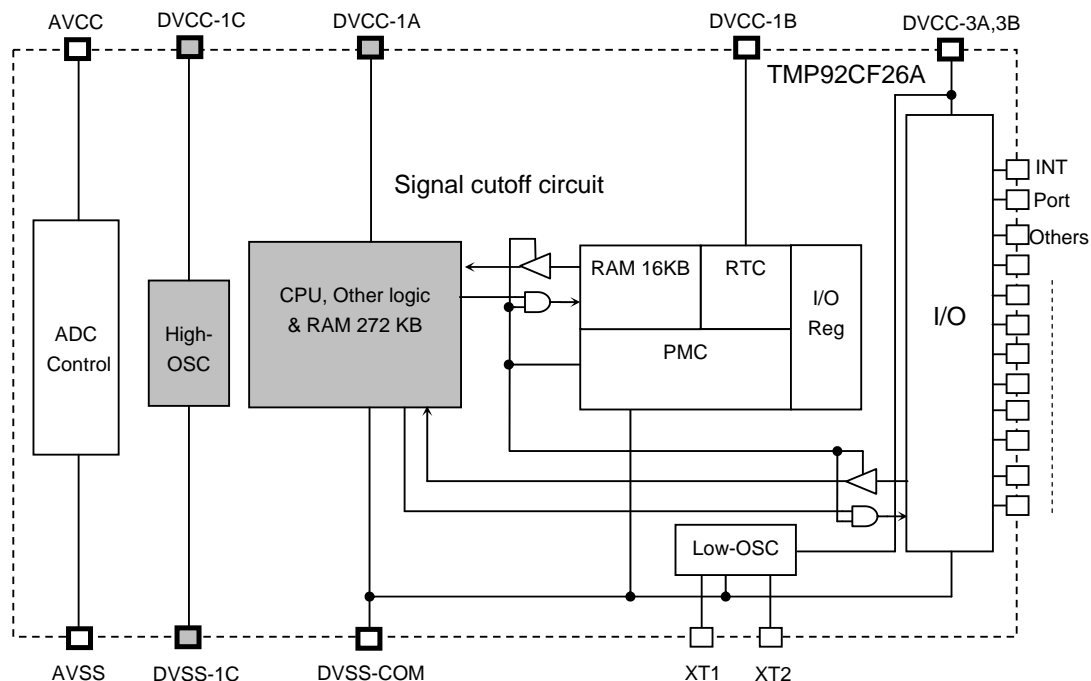 AVCC
DVCC-1C
DVCC-1A
DVCC-1B
DVCC-3A,3B
TMP92CF26A
Signal cutoff circuit
INT
Port
Others
RAM 16KB
RTC
I/O
Reg
PMC
CPU, Other logic
& RAM 272 KB
I/O
ADC
Control
High-
OSC
Low-OSC
AVSS
DVSS-1C
DVSS-COM
XT1
XT2